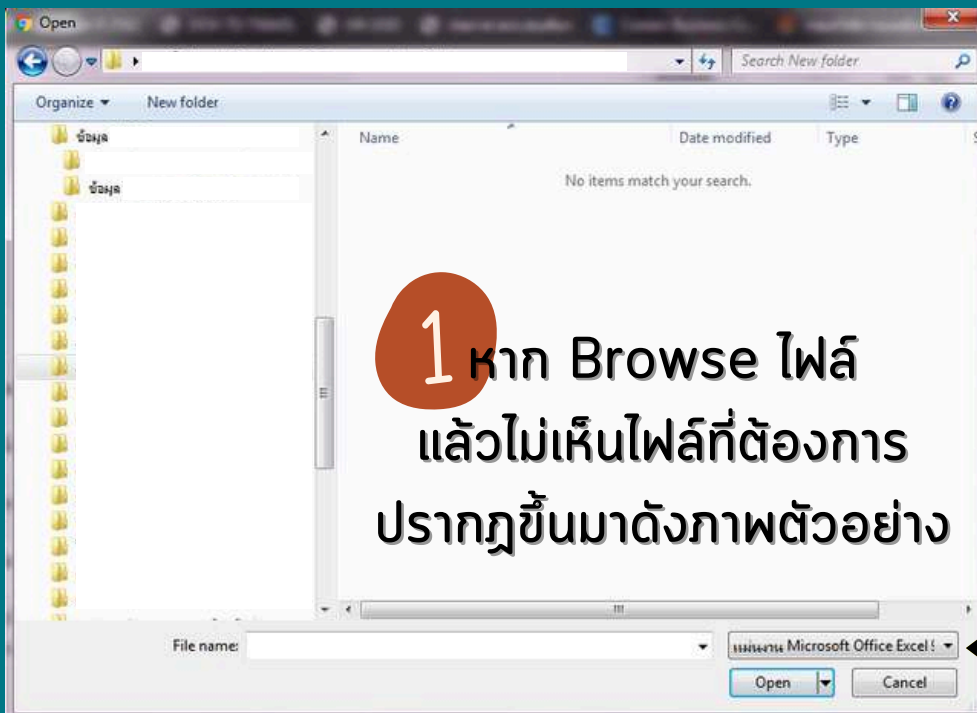 Open
Search New folder
Organize
New folder
ข้อมูล
ข้อมูล
Name
Date modified
Type
No items match your search.
1
หาก Browse ไฟล์
แล้วไม่เห็นไฟล์ที่ต้องการ
ปรากฏขึ้นมาดังภาพตัวอย่าง
File name:
แผ่นงาน Microsoft Office Excel
Open
Cancel